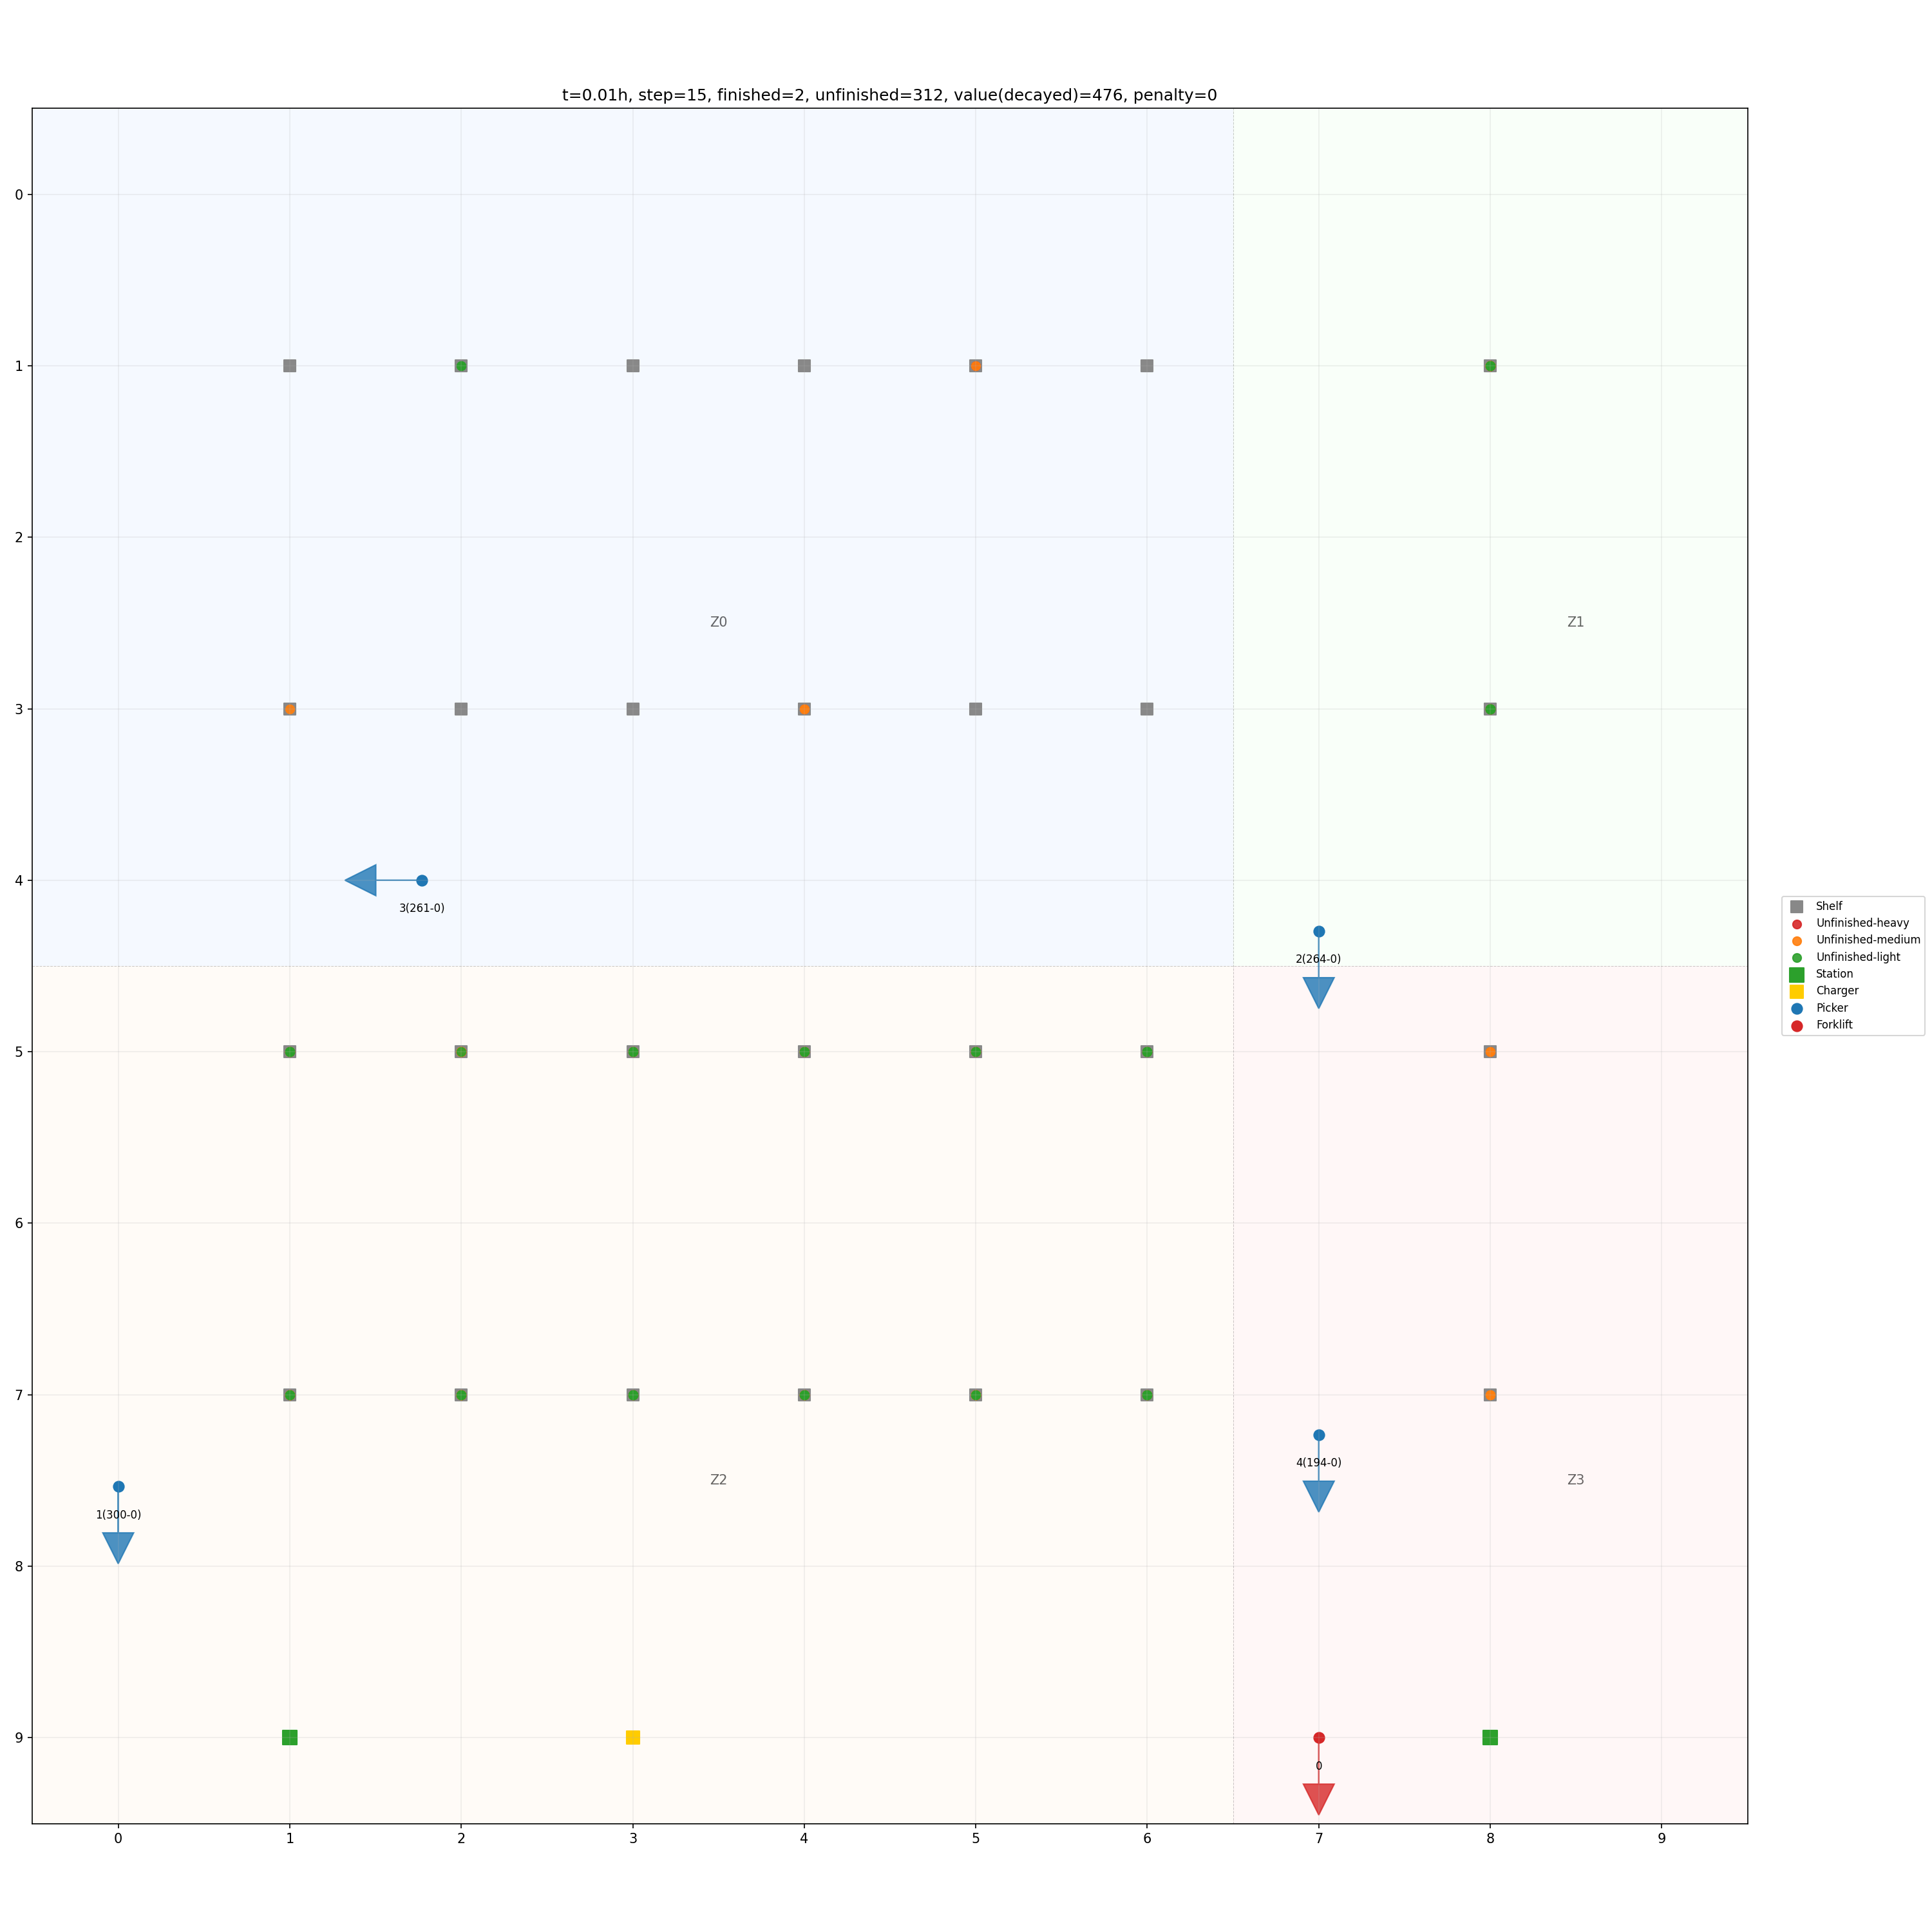 t=0.01h, step=15, finished=2, unfinished=312, value(decayed)=476, penalty=0
0
1
2
Z0
Z1
3
4
3(261-0)
2(264-0)
Shelf
Unfinished-heavy
Unfinished-medium
Unfinished-light
Station
Charger
Picker
Forklift
5
6
7
4(194-0)
Z2
Z3
1(300-0)
8
9
0
0 1 2 3 4 5 6 7 8 9